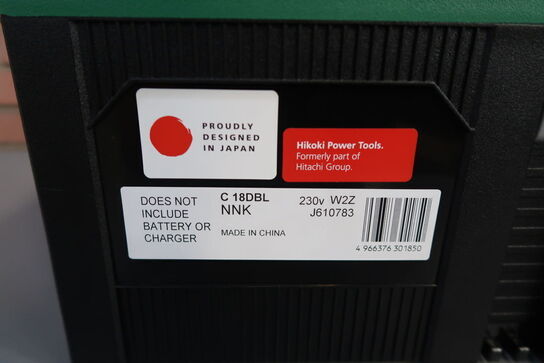 PROUDLY
DESIGNED
IN JAPAN
Hikoki Power Tools.
Formerly part of
Hitachi Group.
DOES NOT
INCLUDE
BATTERY OR
CHARGER
C 18DBL
NNK
MADE IN CHINA
230v W2Z
J610783
4 966376 301850